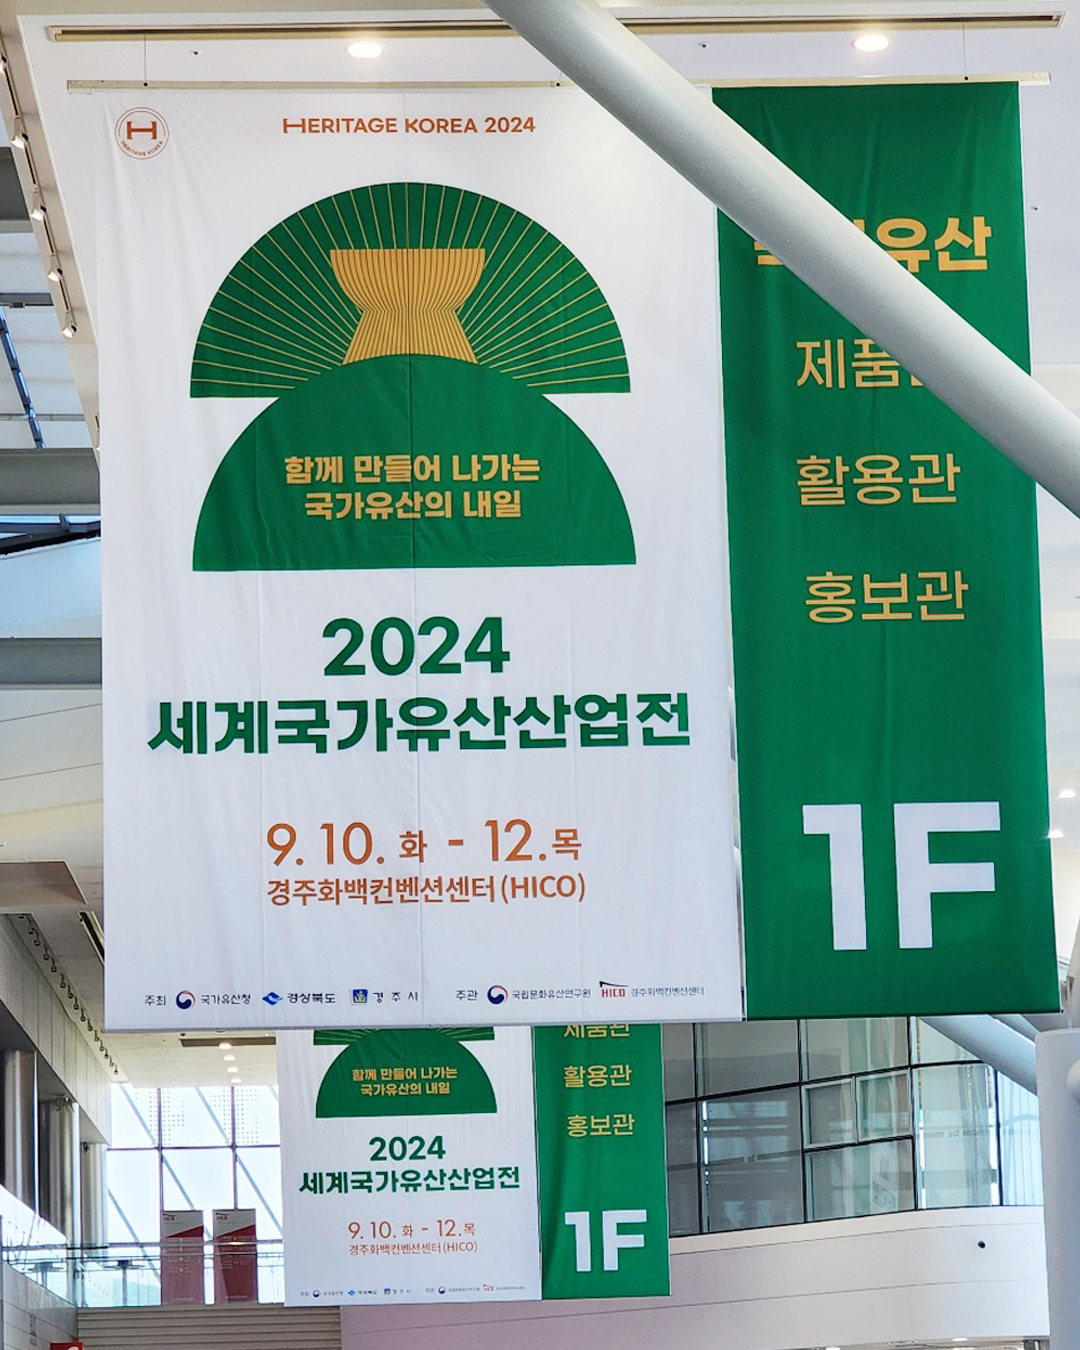 HERITAGE KOREA
HERITAGE KOREA 2024
함께 만들어 나가는
국가유산의 내일
2024
세계국가유산산업전
9. 10. 화 - 12. 목
경주화백컨벤션센터(HICO)
주최 국가유산청 경상북도 경주시 주관 국립문화유산연구원 HICO 경주화백컨벤션센터
유산
제품
활용관
홍보관
1F
함께 만들어 나가는
국가유산의 내일
2024
세계국가유산산업전
9. 10. 화 - 12. 목
경주화백컨벤션센터(HICO)
제품관
활용관
홍보관
1F